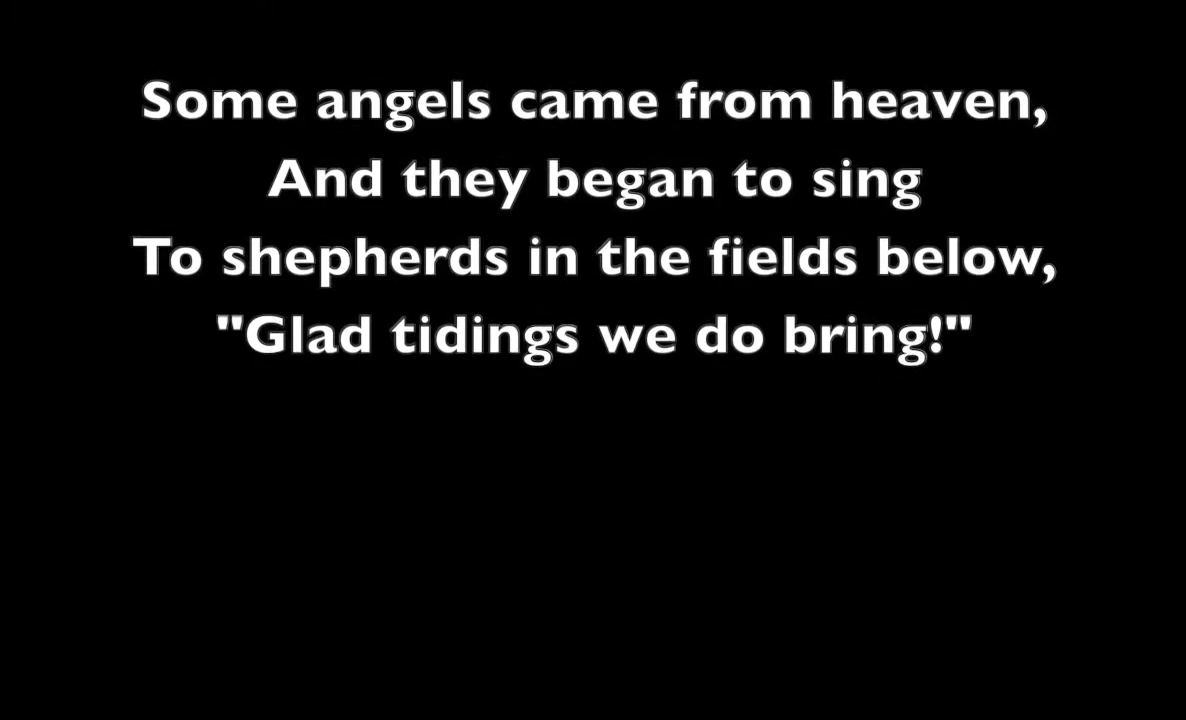 Some angels came from heaven,
And they began to sing
To shepherds in the fields below,
"Glad tidings we do bring!"